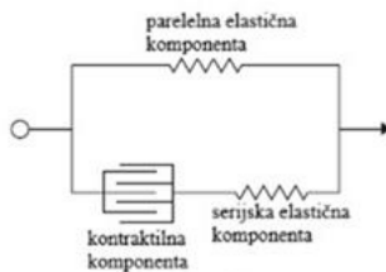 parelelna elastična
komponenta
serijska elastična
komponenta
kontraktilna
komponenta